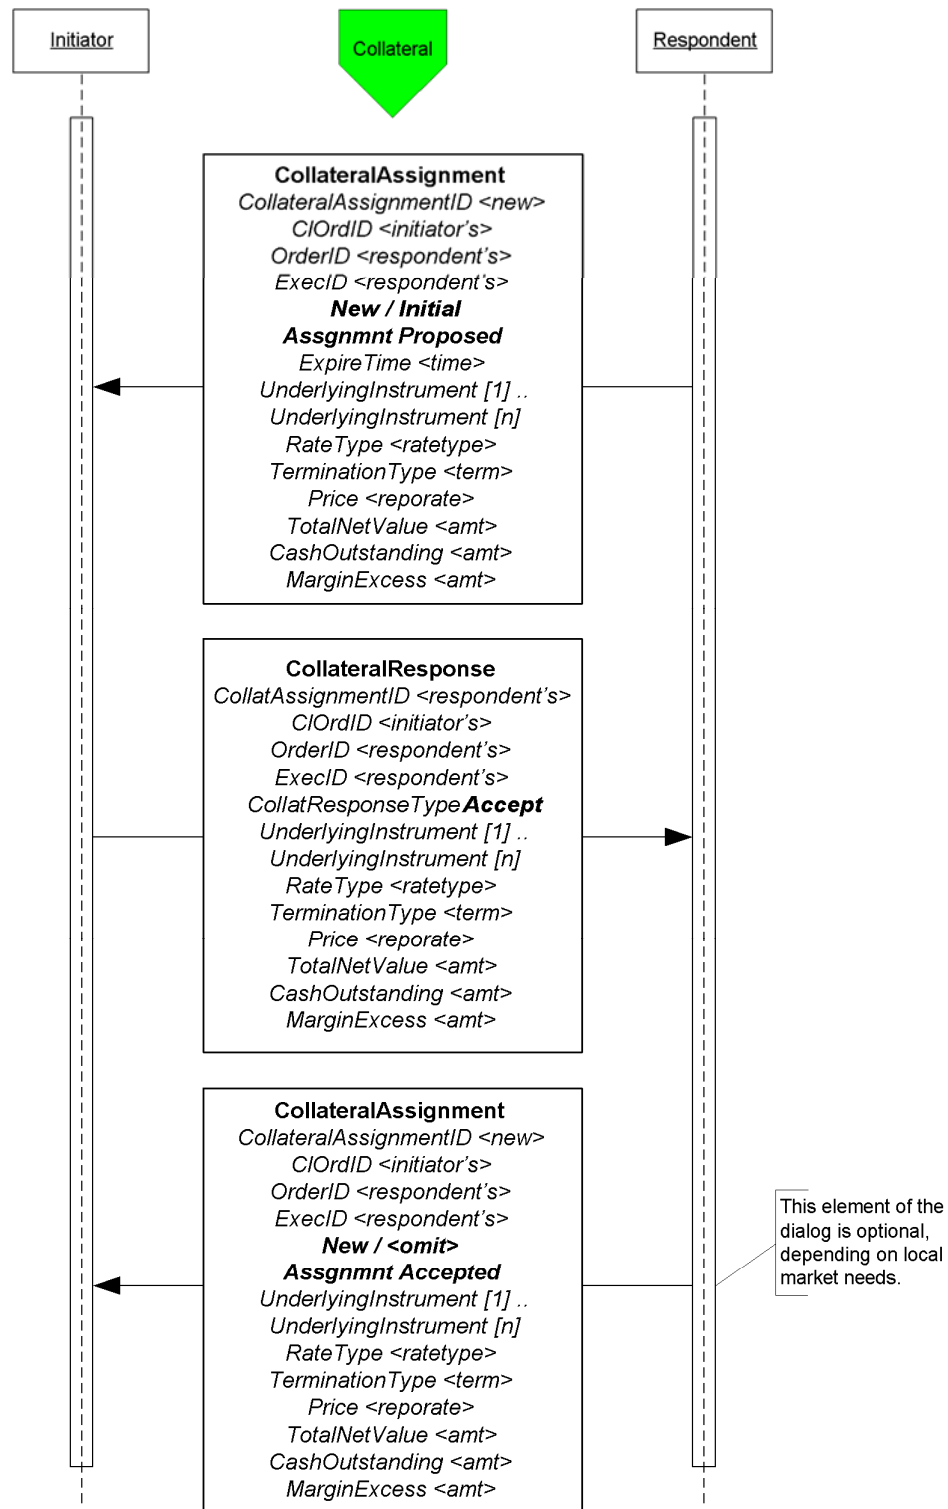 Initiator
Collateral
Respondent
CollateralAssignment
CollateralAssignmentID <new>
ClOrdID <initiator's>
OrderID <respondent's>
ExecID <respondent's>
New / Initial
Assgnmnt Proposed
ExpireTime <time>
UnderlyingInstrument [1] ..
UnderlyingInstrument [n]
RateType <ratetype>
TerminationType <term>
Price <reporate>
TotalNetValue <amt>
CashOutstanding <amt>
MarginExcess <amt>
CollateralResponse
CollatAssignmentID <respondent's>
ClOrdID <initiator's>
OrderID <respondent's>
ExecID <respondent's>
CollatResponseType Accept
UnderlyingInstrument [1] ..
UnderlyingInstrument [n]
RateType <ratetype>
TerminationType <term>
Price <reporate>
TotalNetValue <amt>
CashOutstanding <amt>
MarginExcess <amt>
CollateralAssignment
CollateralAssignmentID <new>
ClOrdID <initiator's>
OrderID <respondent's>
ExecID <respondent's>
New / <omit>
Assgnmnt Accepted
UnderlyingInstrument [1] ..
UnderlyingInstrument [n]
RateType <ratetype>
TerminationType <term>
Price <reporate>
TotalNetValue <amt>
CashOutstanding <amt>
MarginExcess <amt>
This element of the
dialog is optional,
depending on local
market needs.